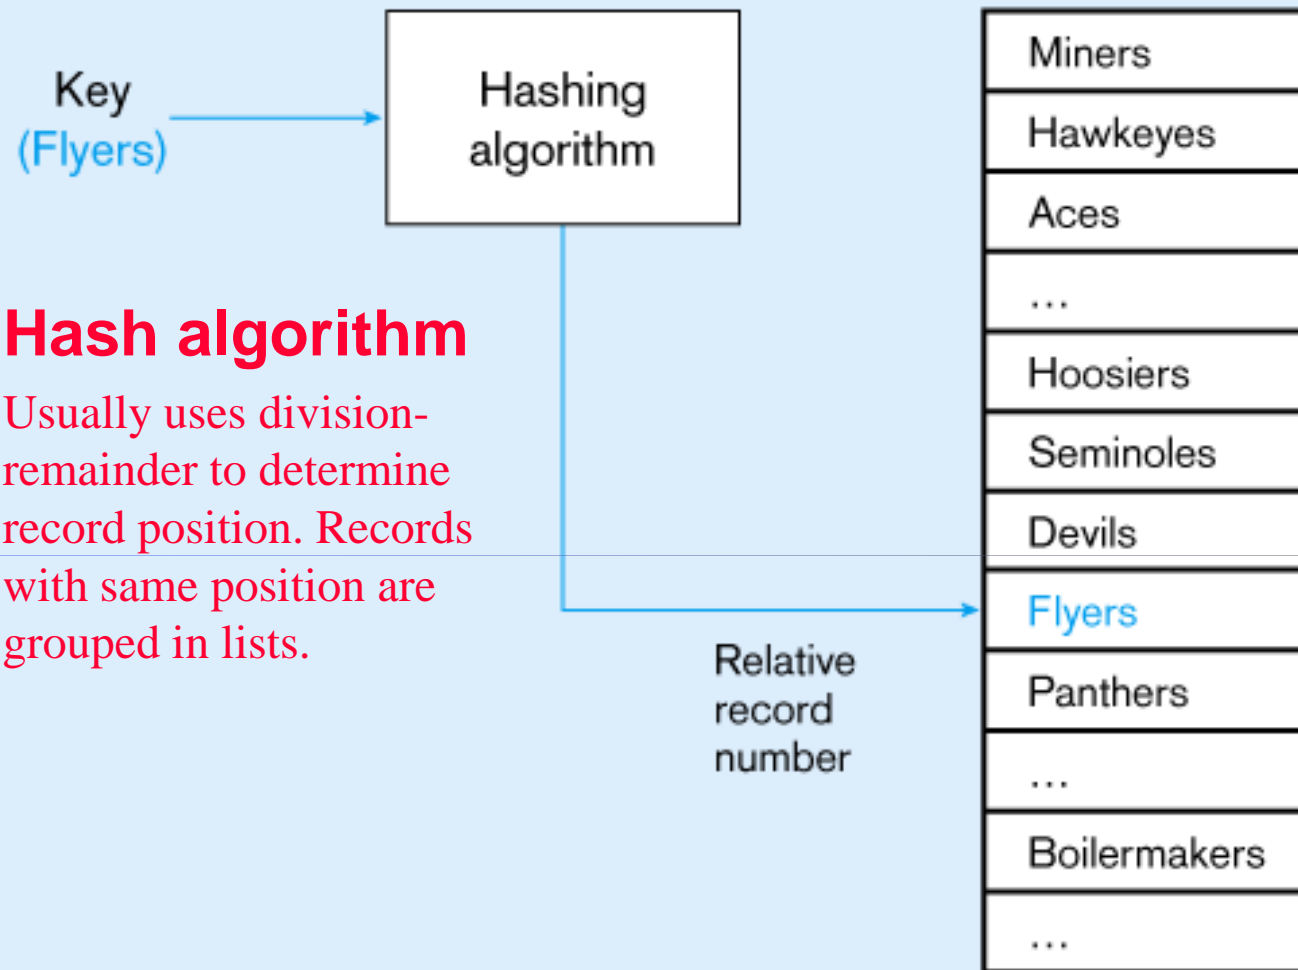 Key
(Flyers)
Hashing
algorithm
Hash algorithm
Usually uses division-
remainder to determine
record position. Records
with same position are
grouped in lists.
Relative
record
number
Miners
Hawkeyes
Aces
...
Hoosiers
Seminoles
Devils
Flyers
Panthers
...
Boilermakers
...